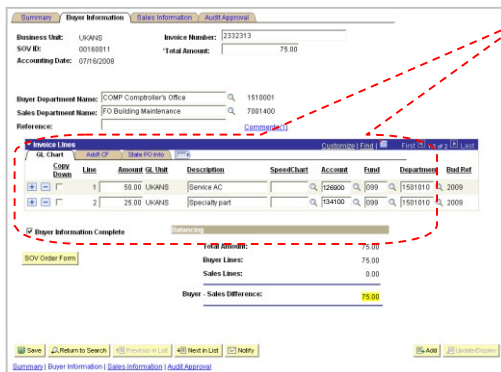 Summary Buyer Information Sales Information Audit Approval
Business Unit: UKANS Invoice Number: 2332313
SOV ID: 00160011 *Total Amount: 75.00
Accounting Date: 07/16/2008
Buyer Department Name: COMP Comptroller's Office 1510001
Sales Department Name: FO Building Maintenance 7001400
Reference: Comments(1)
Invoice Lines Customize | Find | First of 2 Last
GL Chart Addtl CF State PO Info
Copy Down Line Amount GL Unit Description SpeedChart Account Fund Department Bud Ref
1 50.00 UKANS Service AC 126900 099 1501010 2009
2 25.00 UKANS Specialty part 134100 099 1501010 2009
Buyer Information Complete Balancing
Total Amount: 75.00
SOV Order Form Buyer Lines: 75.00
Sales Lines: 0.00
Buyer - Sales Difference: 75.00
Save Return to Search Previous in List Next in List Notify Add Update/Display
Summary | Buyer Information | Sales Information | Audit Approval